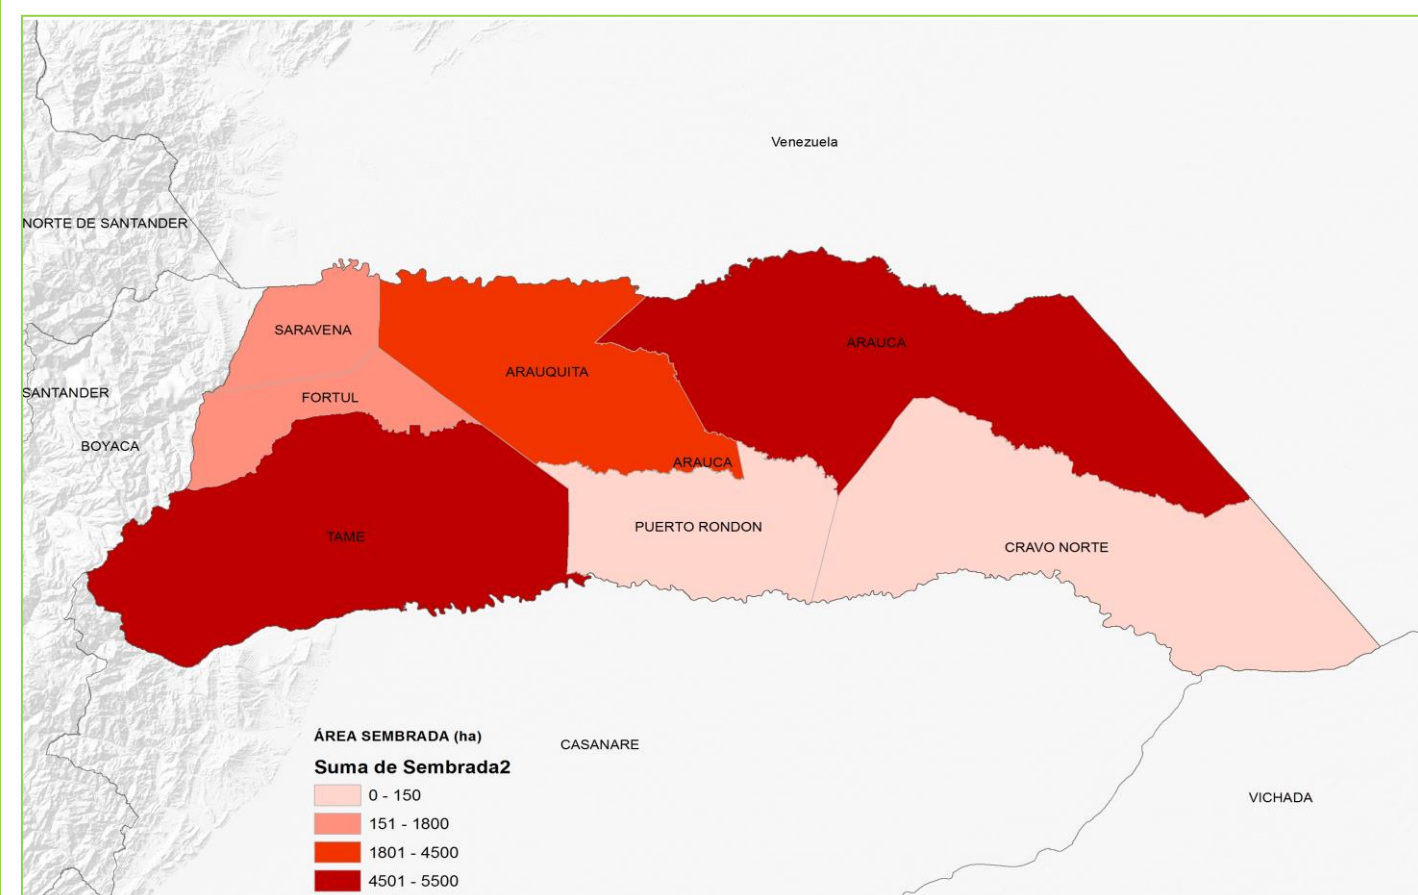 Venezuela
NORTE DE SANTANDER
SARAVENA
ARAUCA
ARAUQUITA
SANTANDER
FORTUL
BOYACA
ARAUCA
PUERTO RONDON
TAME
CRAVO NORTE
ÁREA SEMBRADA (ha)
CASANARE
Suma de Sembrada2
0 - 150
VICHADA
151 - 1800
1801 - 4500
4501 - 5500